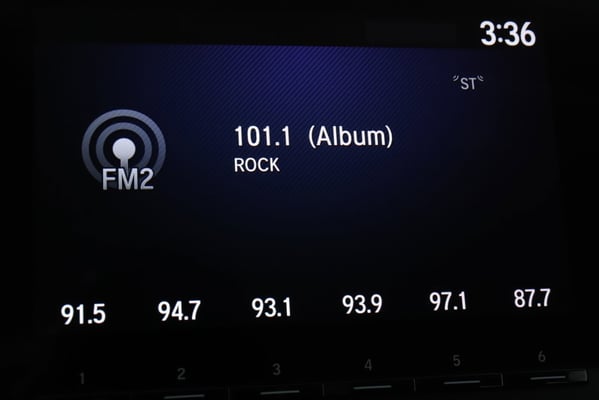 3:36
"ST"
101.1 (Album)
ROCK
FM2
91.5 94.7 93.1 93.9 97.1 87.7
1 2 3 4 5 6